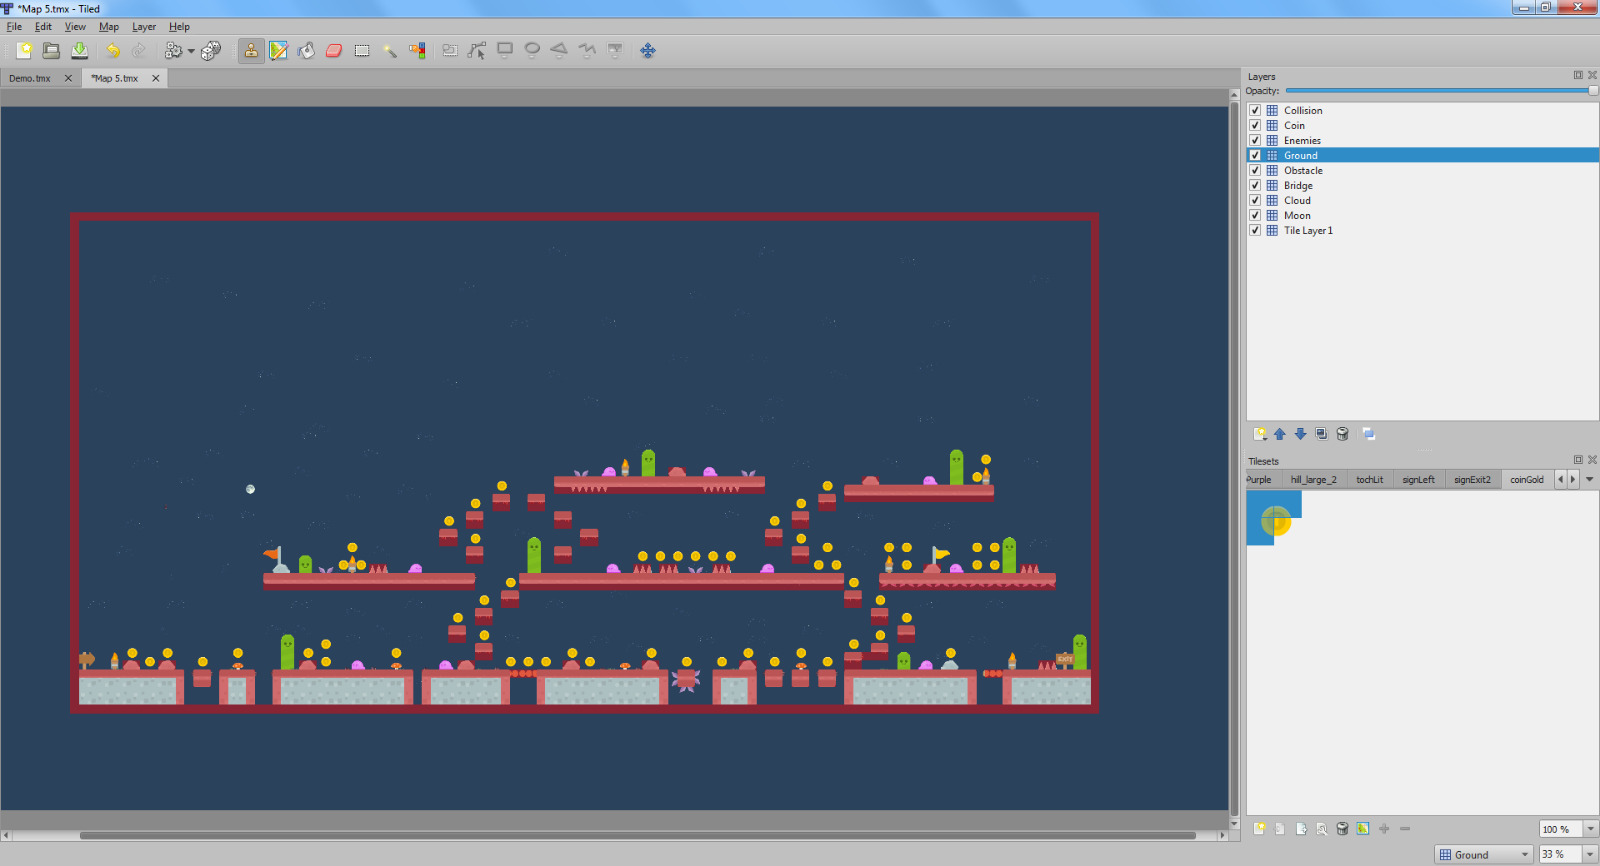 *Map 5.tmx - Tiled
File Edit View Map Layer Help
Demo.tmx *Map 5.tmx
Layers
Opacity:
Collision
Coin
Enemies
Ground
Obstacle
Bridge
Cloud
Moon
Tile Layer 1
Tilesets
Purple hill_large_2 tochLit signLeft signExit2 coinGold
EXIT
100 %
Ground 33 %